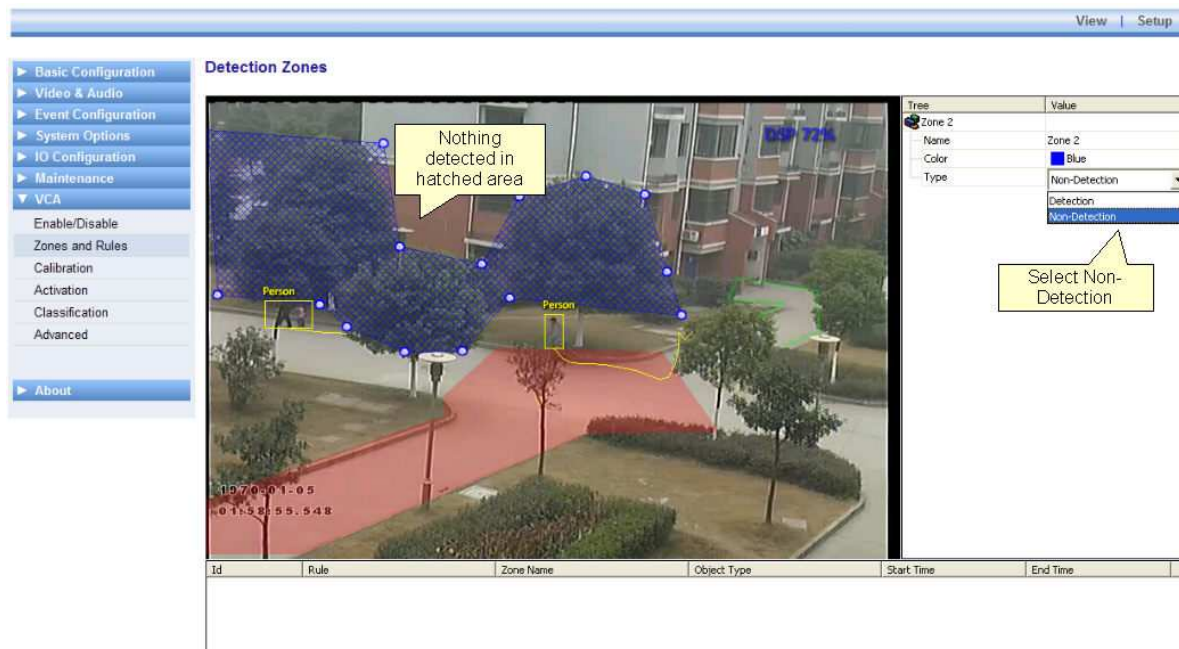 View | Setup
Basic Configuration
Video & Audio
Event Configuration
System Options
IO Configuration
Maintenance
VCA
Enable/Disable
Zones and Rules
Calibration
Activation
Classification
Advanced
About
Detection Zones
Nothing
detected in
hatched area
DSP 72%
Person
Person
1970-01-05
01:58:55.548
Tree Value
Zone 2
Name Zone 2
Color Blue
Type Non-Detection
Detection
Non-Detection
Select Non-
Detection
Id Rule Zone Name Object Type Start Time End Time